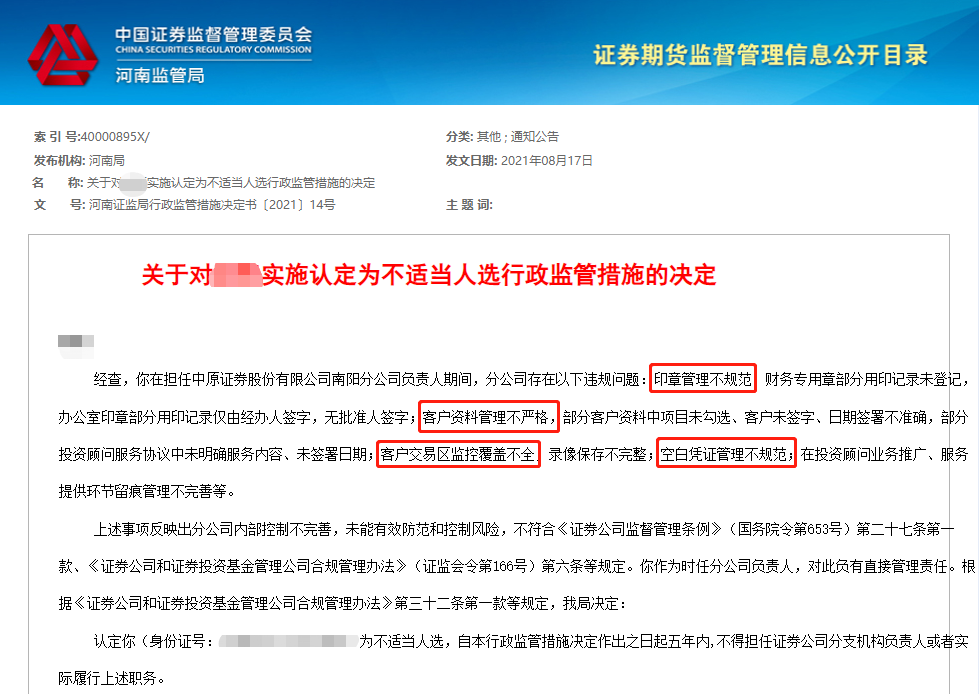 中国证券监督管理委员会
CHINA SECURITIES REGULATORY COMMISSION
河南监管局
证券期货监督管理信息公开目录
索 引 号:40000895X/
分类: 其他 ; 通知公告
发布机构: 河南局
发文日期: 2021年08月17日
名 称: 关于对实施认定为不适当人选行政监管措施的决定
文 号: 河南证监局行政监管措施决定书〔2021〕14号
主 题 词:
关于对实施认定为不适当人选行政监管措施的决定
经查，你在担任中原证券股份有限公司南阳分公司负责人期间，分公司存在以下违规问题：印章管理不规范，财务专用章部分用印记录未登记，
办公室印章部分用印记录仅由经办人签字，无批准人签字；客户资料管理不严格，部分客户资料中项目未勾选、客户未签字、日期签署不准确，部分
投资顾问服务协议中未明确服务内容、未签署日期；客户交易区监控覆盖不全，录像保存不完整；空白凭证管理不规范；在投资顾问业务推广、服务
提供环节留痕管理不完善等。
上述事项反映出分公司内部控制不完善，未能有效防范和控制风险，不符合《证券公司监督管理条例》（国务院令第653号）第二十七条第一
款、《证券公司和证券投资基金管理公司合规管理办法》（证监会令第166号）第六条等规定。你作为时任分公司负责人，对此负有直接管理责任。根
据《证券公司和证券投资基金管理公司合规管理办法》第三十二条第一款等规定，我局决定：
认定你（身份证号：为不适当人选，自本行政监管措施决定作出之日起五年内,不得担任证券公司分支机构负责人或者实
际履行上述职务。